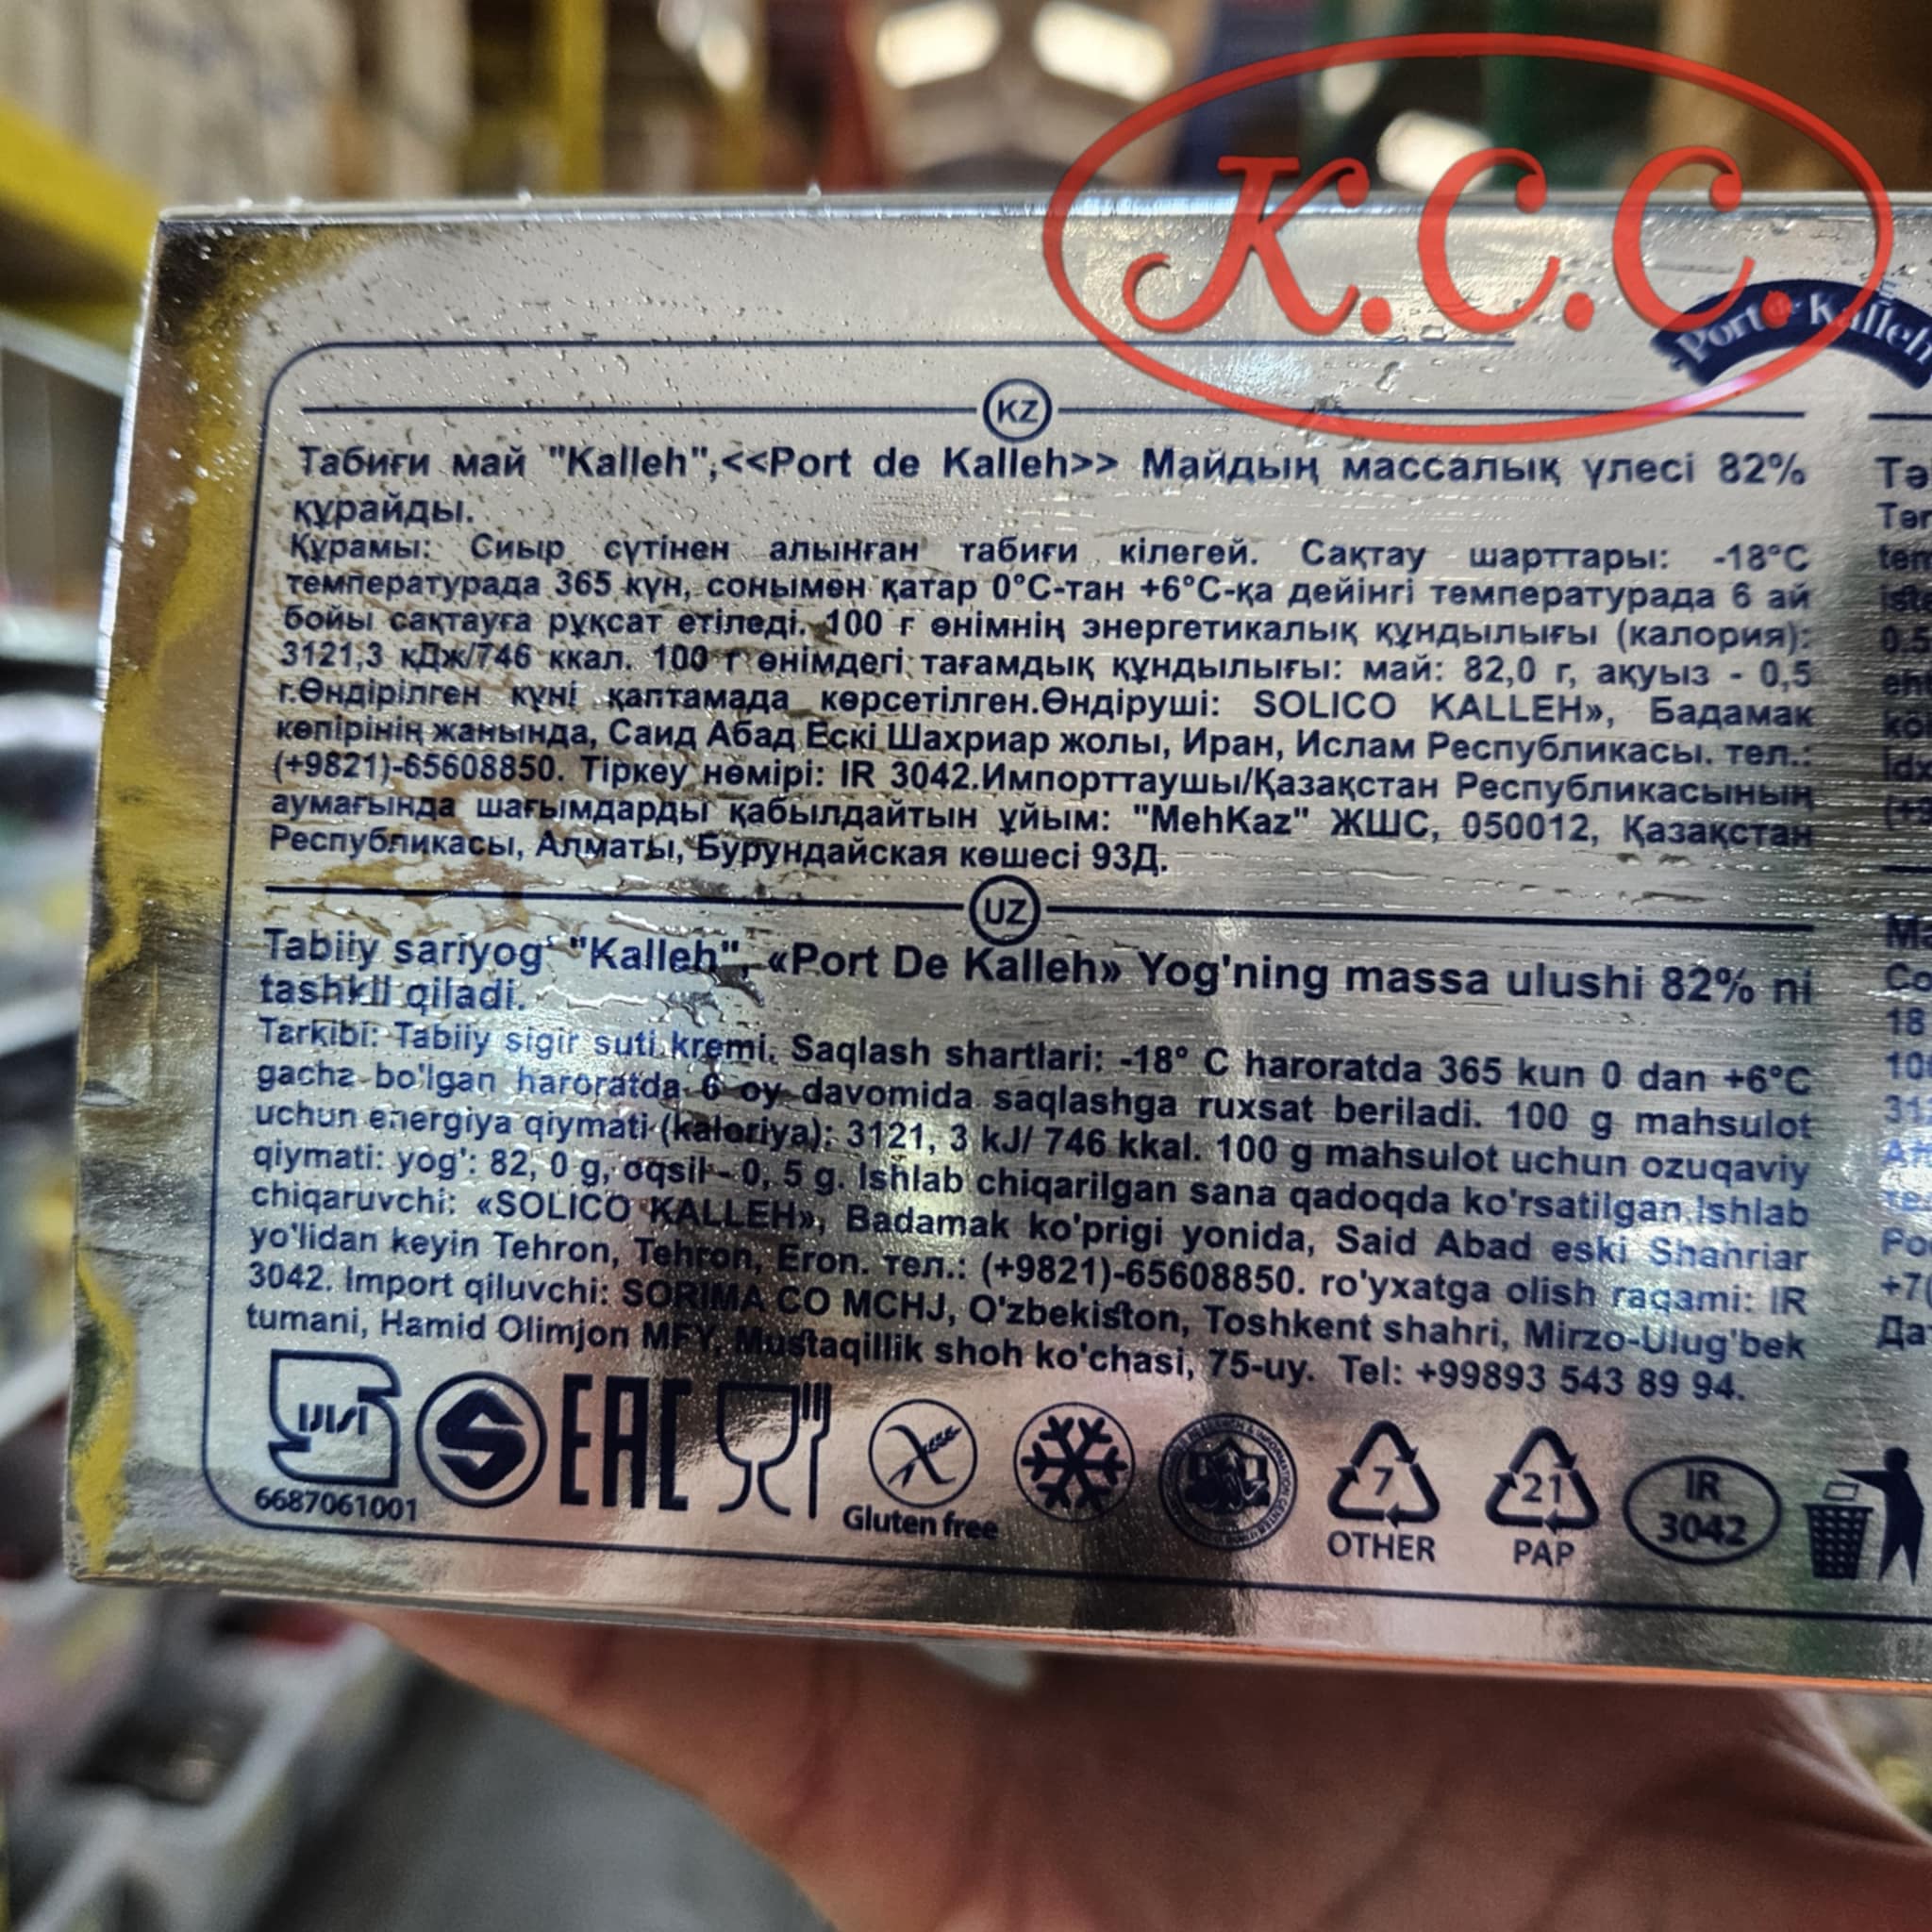 K.C.C.
Port de Kalleh
KZ
Табиғи май "Kalleh",<<Port de Kalleh>> Майдың массалық үлесі 82%
құрайды.
Құрамы: Сиыр сүтінен алынған табиғи кілегей. Сақтау шарттары: -18°C
температурада 365 күн, сонымен қатар 0°C-тан +6°C-қа дейінгі температурада 6 ай
бойы сақтауға рұқсат етіледі. 100 г өнімнің энергетикалық құндылығы (калория):
3121,3 кДж/746 ккал. 100 г өнімдегі тағамдық құндылығы: май: 82,0 г, ақуыз - 0,5
г.Өндірілген күні қаптамада көрсетілген.Өндіруші: SOLICO KALLEH», Бадамак
көпірінің жанында, Саид Абад Ескі Шахриар жолы, Иран, Ислам Республикасы. тел.:
(+9821)-65608850. Тіркеу нөмірі: IR 3042.Импорттаушы/Қазақстан Республикасының
аумағында шағымдарды қабылдайтын ұйым: "MehKaz" ЖШС, 050012, Қазақстан
Республикасы, Алматы, Бурундайская көшесі 93Д.
UZ
Tabiiy sariyog' "Kalleh", «Port De Kalleh» Yog'ning massa ulushi 82% ni
tashkil qiladi.
Tarkibi: Tabiiy sigir suti kremi. Saqlash shartlari: -18° C haroratda 365 kun 0 dan +6°C
gacha bo'lgan haroratda 6 oy davomida saqlashga ruxsat beriladi. 100 g mahsulot
uchun energiya qiymati (kaloriya): 3121, 3 kJ/ 746 kkal. 100 g mahsulot uchun ozuqaviy
qiymati: yog': 82, 0 g, oqsil - 0, 5 g. Ishlab chiqarilgan sana qadoqda ko'rsatilgan.Ishlab
chiqaruvchi: «SOLICO KALLEH», Badamak ko'prigi yonida, Said Abad eski Shahriar
yo'lidan keyin Tehron, Tehron, Eron. тел.: (+9821)-65608850. ro'yxatga olish raqami: IR
3042. Import qiluvchi: SORIMA CO MCHJ, O'zbekiston, Toshkent shahri, Mirzo-Ulug'bek
tumani, Hamid Olimjon MFY, Mustaqillik shoh ko'chasi, 75-uy. Tel: +99893 543 89 94.
6687061001
EAC
Gluten free
7
OTHER
21
PAP
IR
3042